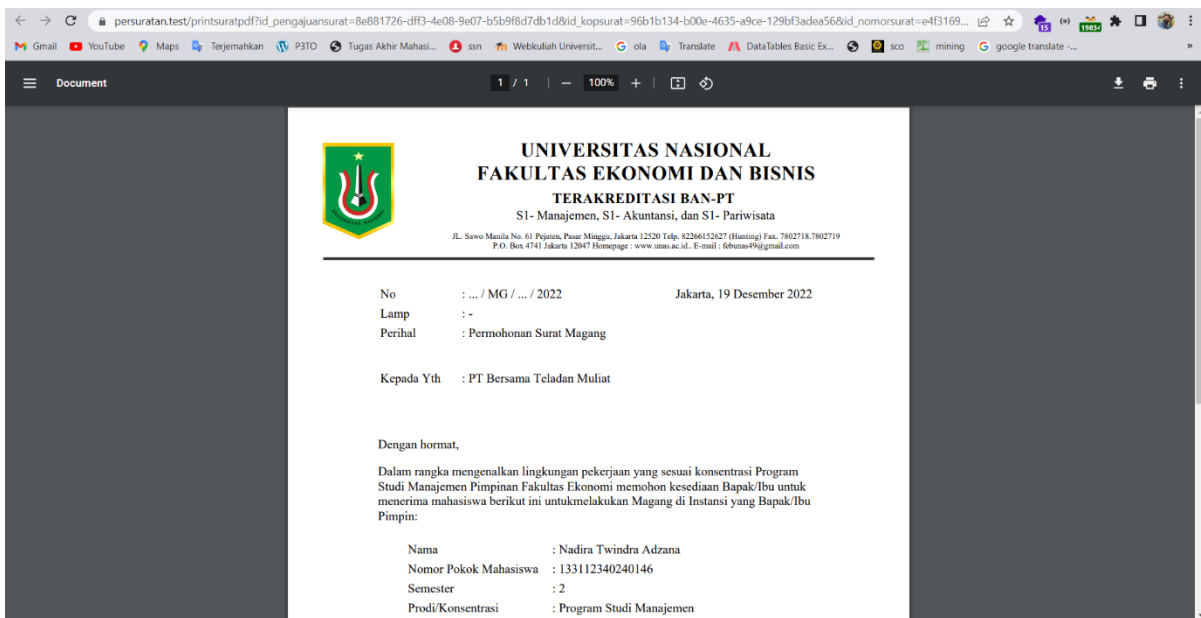 persuratan.test/printsuratpdf?id_pengajuansurat=8e881726-dff3-4e08-9e07-b5b9f8d7db1d&id_kopsurat=96b1b134-b00e-4635-a9ce-129bf3adea56&id_nomorsurat=e4f3169...
15
19834
Gmail YouTube Maps Terjemahkan P3TO Tugas Akhir Mahasi... ssn Webkuliah Universit... ola Translate DataTables Basic Ex... sco mining google translate -... »
Document 1 / 1 100%
UNIVERSITAS NASIONAL
FAKULTAS EKONOMI DAN BISNIS
TERAKREDITASI BAN-PT
S1- Manajemen, S1- Akuntansi, dan S1- Pariwisata
JL. Sawo Manila No. 61 Pejaten, Pasar Minggu, Jakarta 12520 Telp. 82266152627 (Hunting) Fax. 7802718.7802719
P.O. Box 4741 Jakarta 12047 Homepage : www.unas.ac.id.. E-mail : febunas49@gmail.com
No : ... / MG / ... / 2022 Jakarta, 19 Desember 2022
Lamp : -
Perihal : Permohonan Surat Magang
Kepada Yth : PT Bersama Teladan Muliat
Dengan hormat,
Dalam rangka mengenalkan lingkungan pekerjaan yang sesuai konsentrasi Program
Studi Manajemen Pimpinan Fakultas Ekonomi memohon kesediaan Bapak/Ibu untuk
menerima mahasiswa berikut ini untukmelakukan Magang di Instansi yang Bapak/Ibu
Pimpin:
Nama : Nadira Twindra Adzana
Nomor Pokok Mahasiswa : 133112340240146
Semester : 2
Prodi/Konsentrasi : Program Studi Manajemen